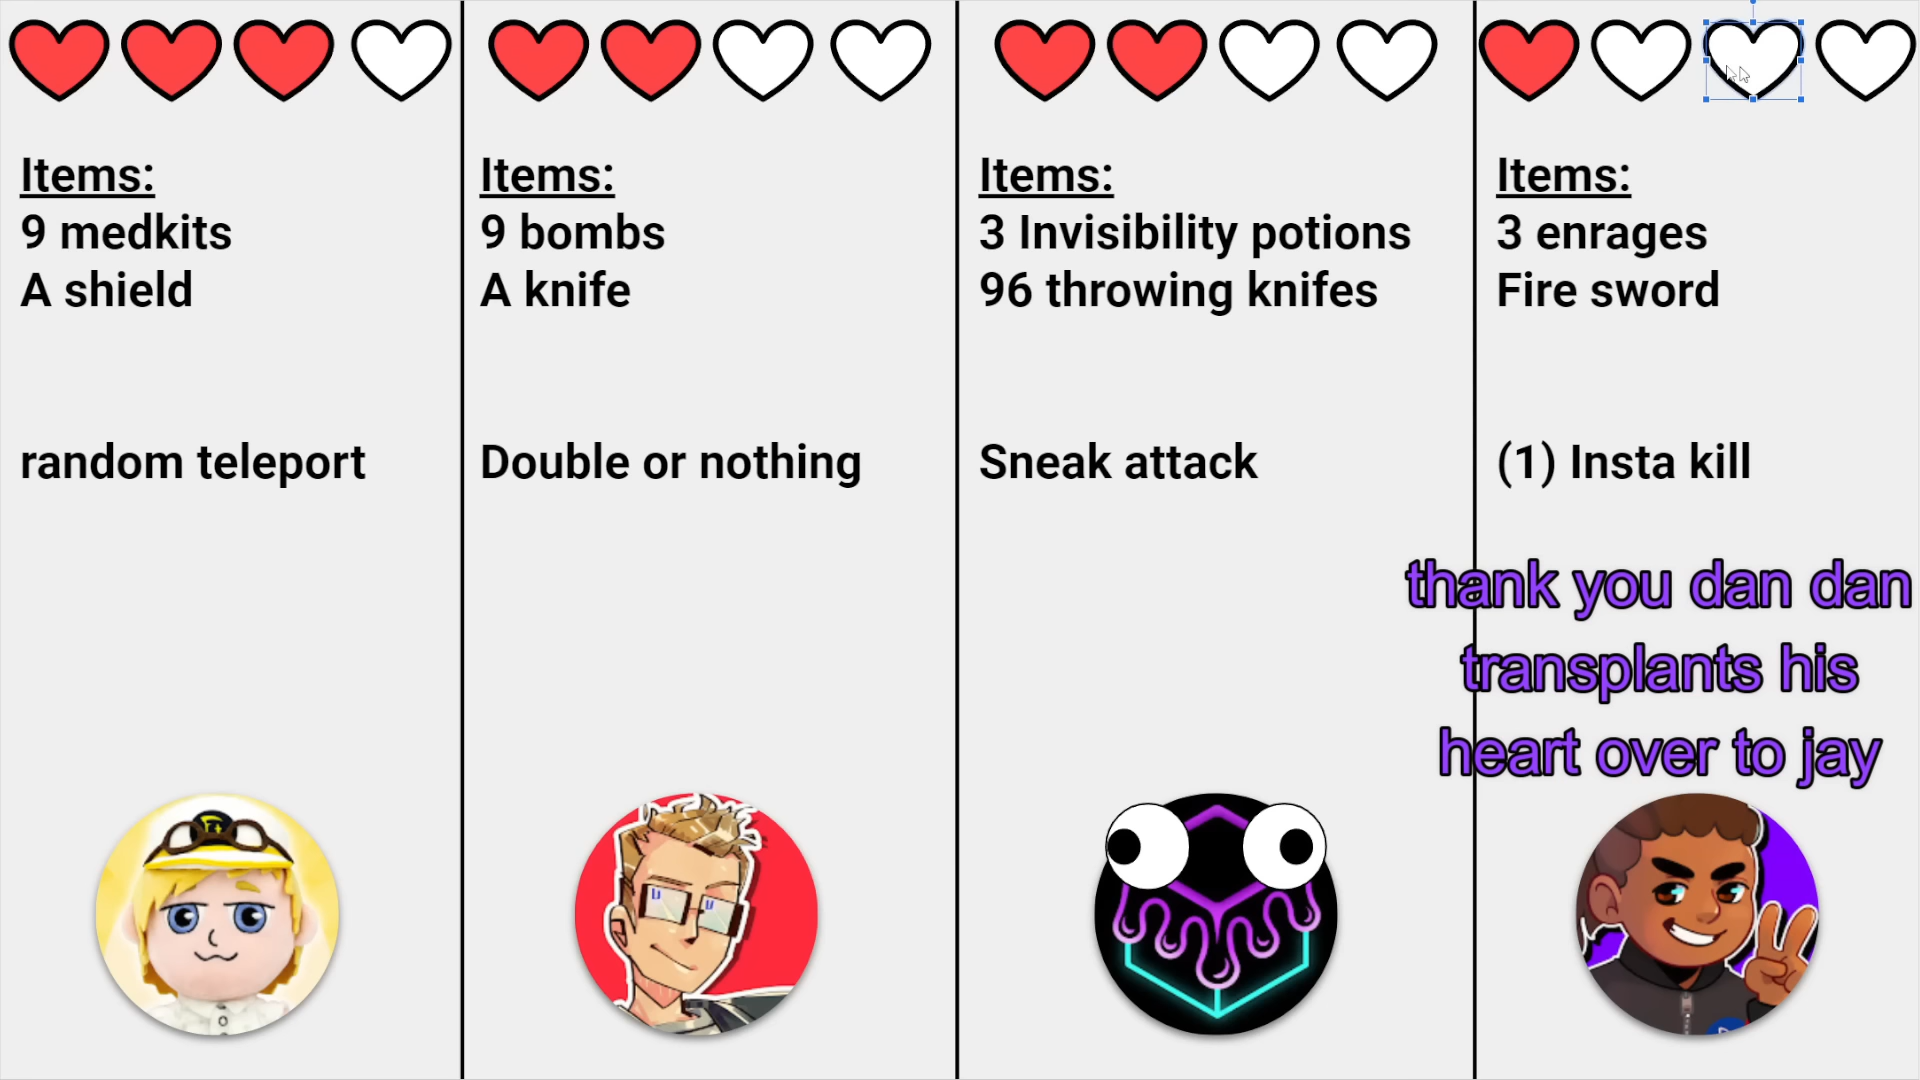 Items:
9 medkits
A shield
random teleport
Items:
9 bombs
A knife
Double or nothing
Items:
3 Invisibility potions
96 throwing knifes
Sneak attack
Items:
3 enrages
Fire sword
(1) Insta kill
thank you dan dan
transplants his
heart over to jay